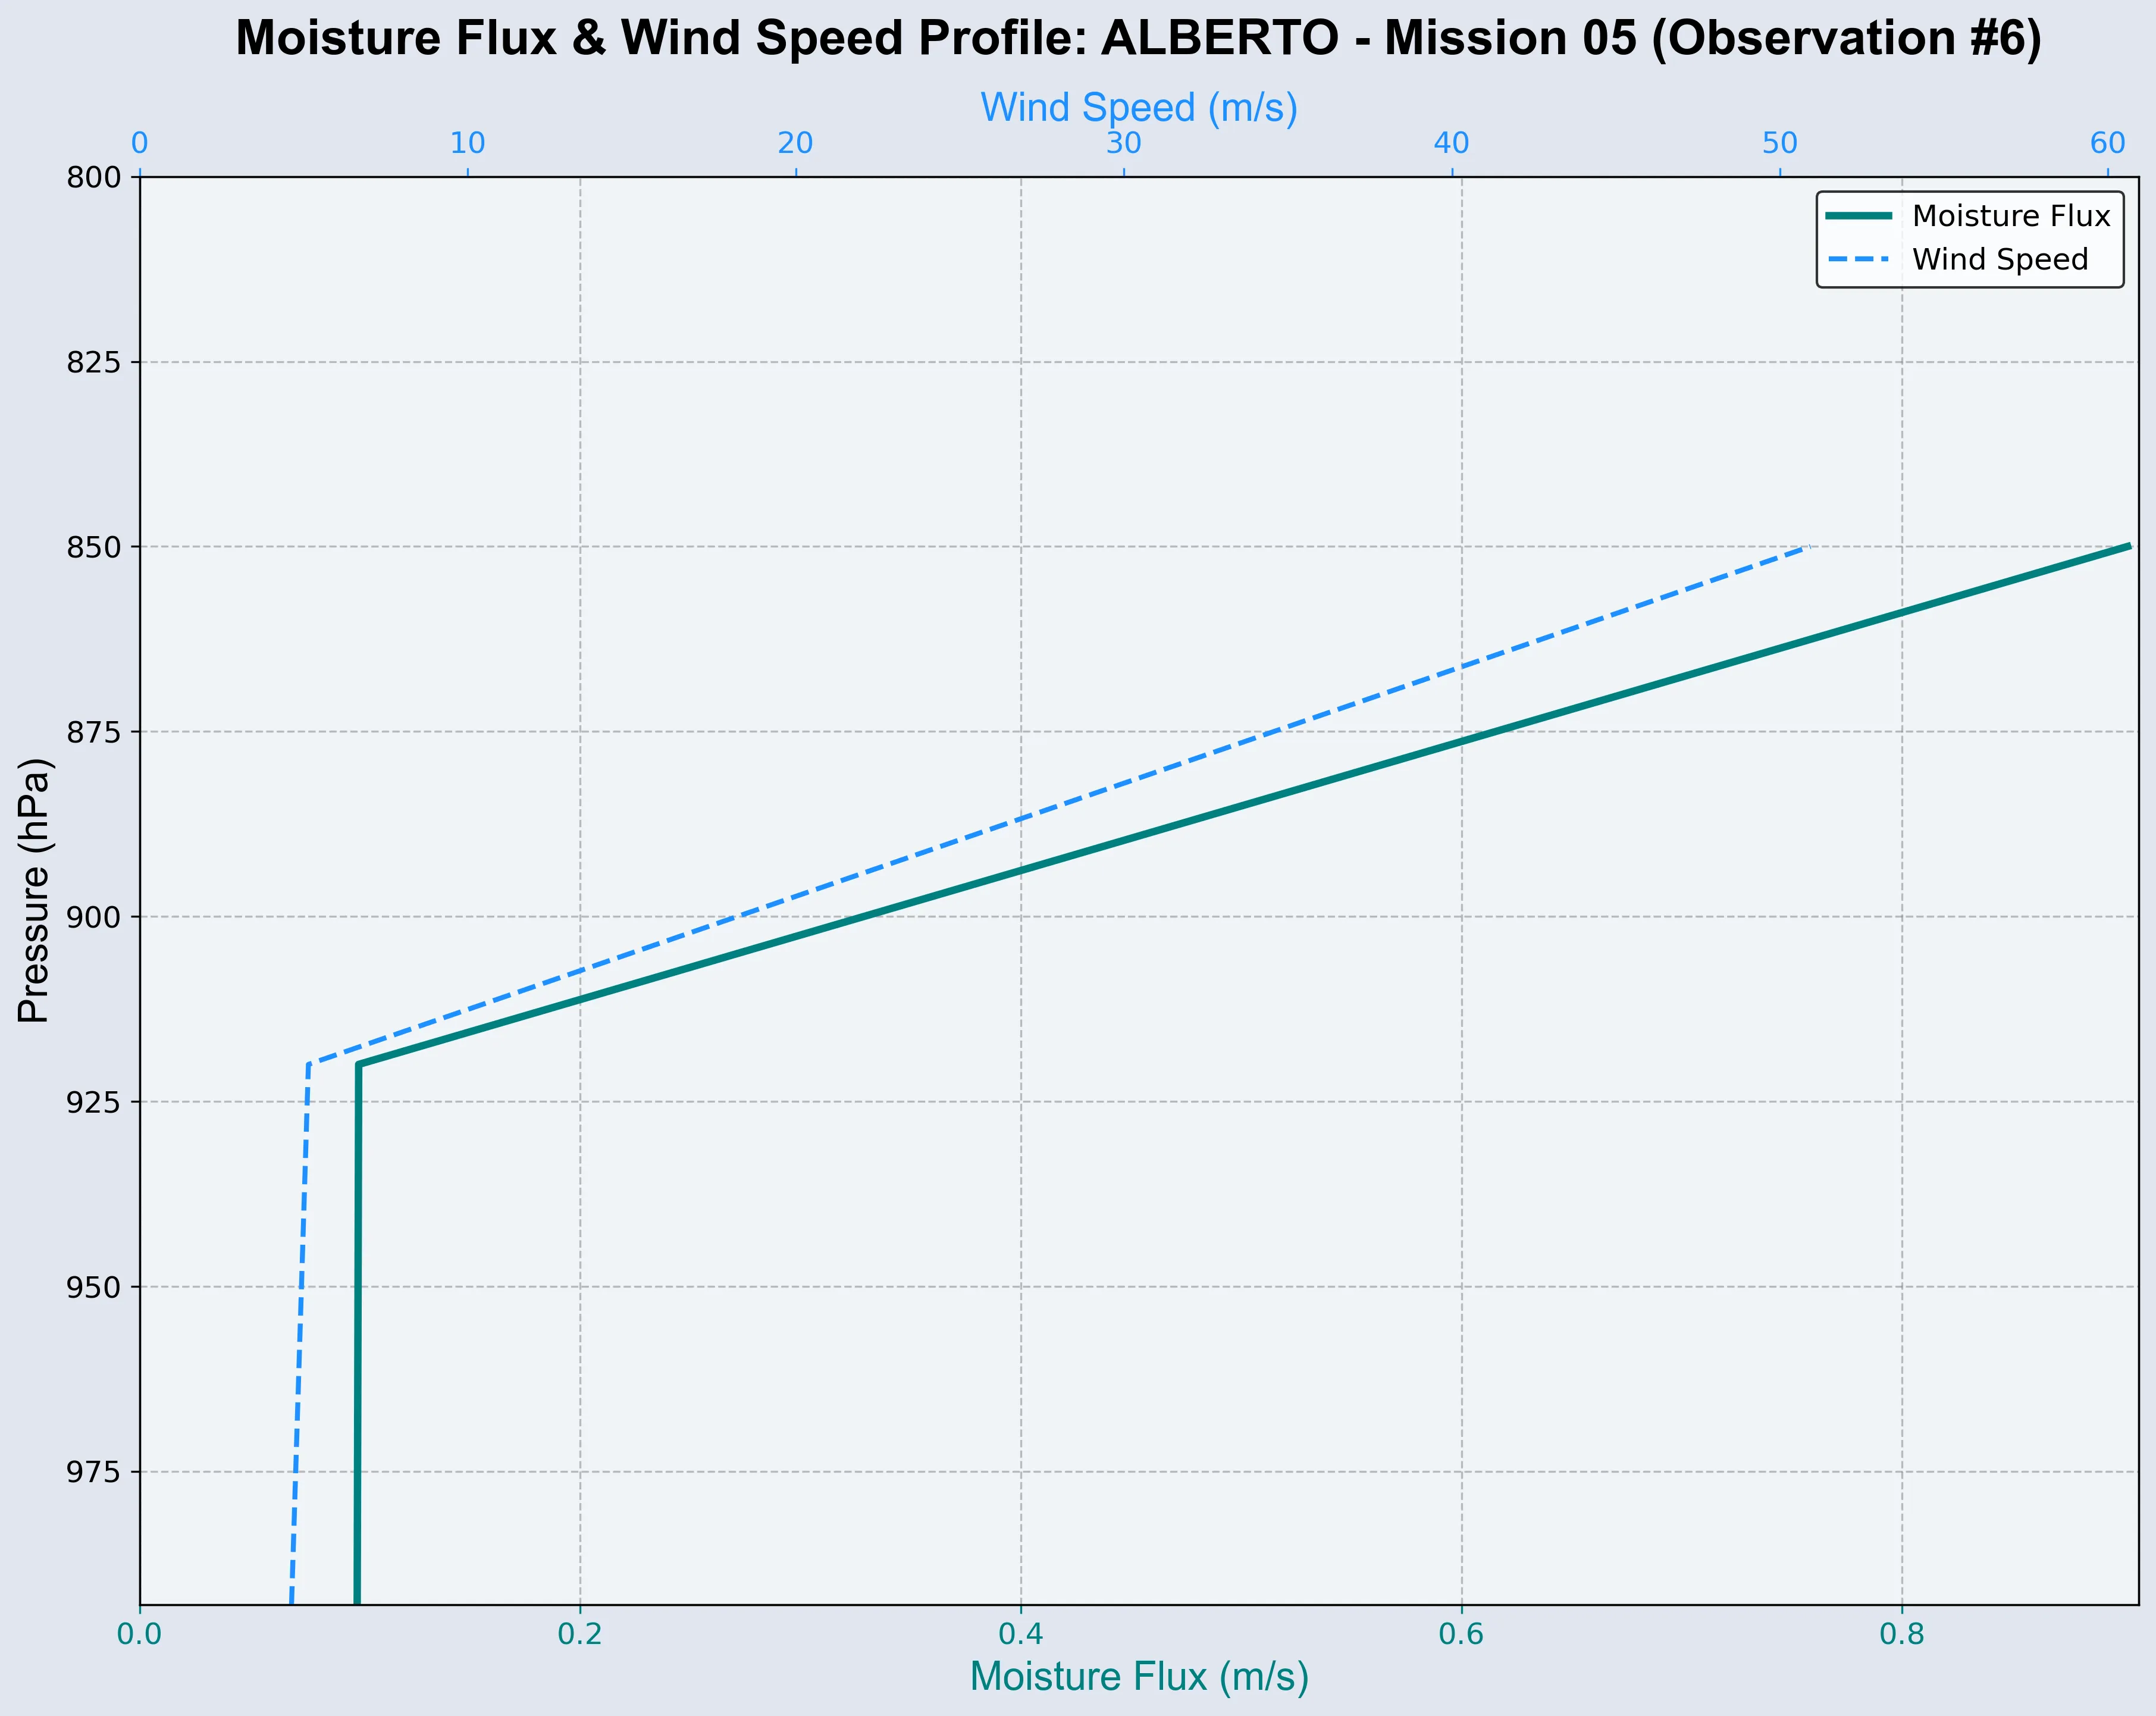 Moisture Flux & Wind Speed Profile: ALBERTO - Mission 05 (Observation #6)
Wind Speed (m/s)
0 10 20 30 40 50 60
Moisture Flux
Wind Speed
800
825
850
875
900
925
950
975
Pressure (hPa)
0.0 0.2 0.4 0.6 0.8
Moisture Flux (m/s)